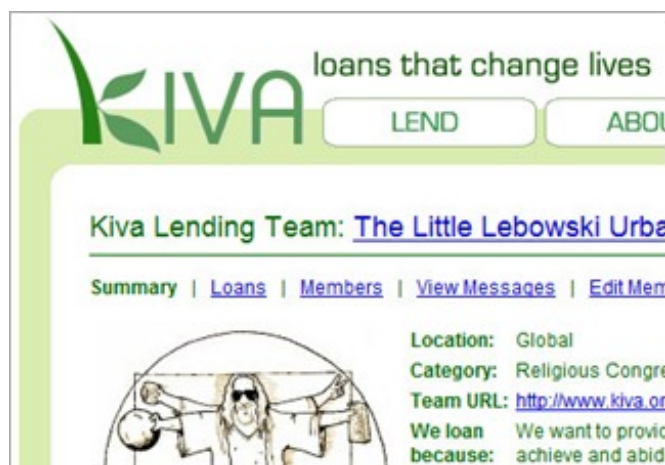 KIVA loans that change lives
LEND ABOU
Kiva Lending Team: The Little Lebowski Urba
Summary | Loans | Members | View Messages | Edit Mem
Location: Global
Category: Religious Congre
Team URL: http://www.kiva.or
We loan We want to provid
because: achieve and abid